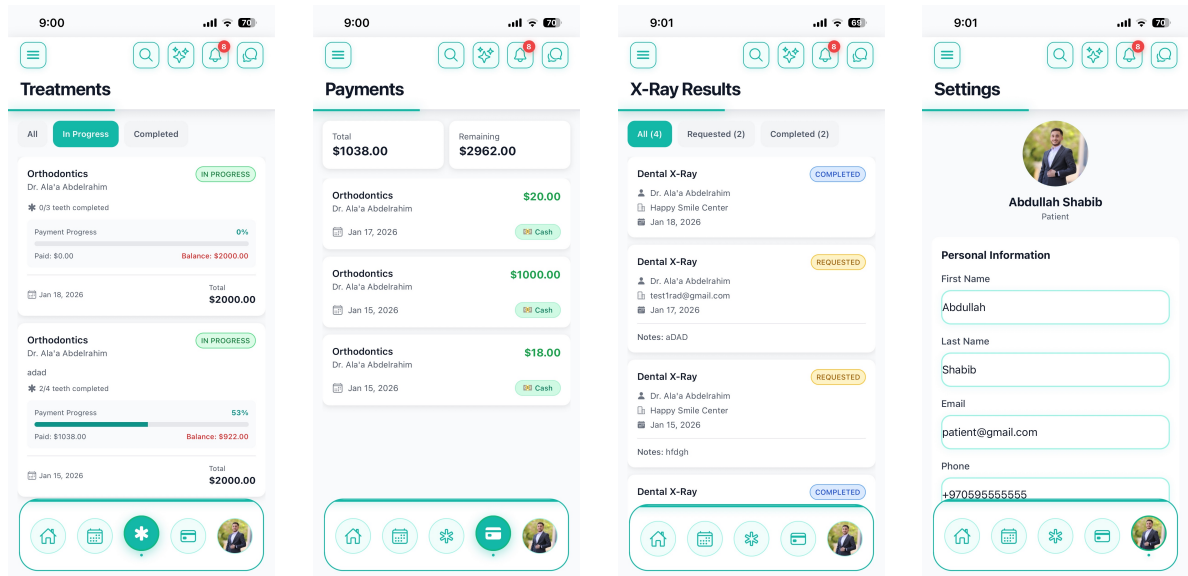 9:00
70
8
Treatments
All
In Progress
Completed
Orthodontics
IN PROGRESS
Dr. Ala'a Abdelrahim
0/3 teeth completed
Payment Progress
0%
Paid: $0.00
Balance: $2000.00
Jan 18, 2026
Total
$2000.00
Orthodontics
IN PROGRESS
Dr. Ala'a Abdelrahim
adad
2/4 teeth completed
Payment Progress
53%
Paid: $1038.00
Balance: $922.00
Jan 15, 2026
Total
$2000.00
9:00
70
8
Payments
Total
$1038.00
Remaining
$2962.00
Orthodontics
$20.00
Dr. Ala'a Abdelrahim
Jan 17, 2026
Cash
Orthodontics
$1000.00
Dr. Ala'a Abdelrahim
Jan 15, 2026
Cash
Orthodontics
$18.00
Dr. Ala'a Abdelrahim
Jan 15, 2026
Cash
9:01
69
8
X-Ray Results
All (4)
Requested (2)
Completed (2)
Dental X-Ray
COMPLETED
Dr. Ala'a Abdelrahim
Happy Smile Center
Jan 18, 2026
Dental X-Ray
REQUESTED
Dr. Ala'a Abdelrahim
test1rad@gmail.com
Jan 17, 2026
Notes: aDAD
Dental X-Ray
REQUESTED
Dr. Ala'a Abdelrahim
Happy Smile Center
Jan 15, 2026
Notes: hfdgh
Dental X-Ray
COMPLETED
9:01
70
8
Settings
Abdullah Shabib
Patient
Personal Information
First Name
Abdullah
Last Name
Shabib
Email
patient@gmail.com
Phone
+970595555555